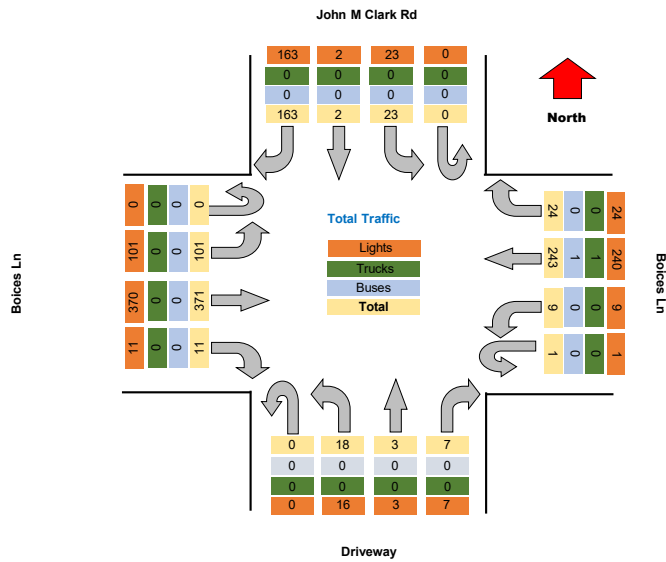 John M Clark Rd
163 2 23 0
0 0 0 0
0 0 0 0
163 2 23 0
North
0 0 0 0
101 0 0 101
370 0 0 371
11 0 0 11
Boices Ln
Total Traffic
Lights
Trucks
Buses
Total
24 0 0 24
243 1 1 240
9 0 0 9
1 0 0 1
Boices Ln
0 18 3 7
0 0 0 0
0 0 0 0
0 16 3 7
Driveway